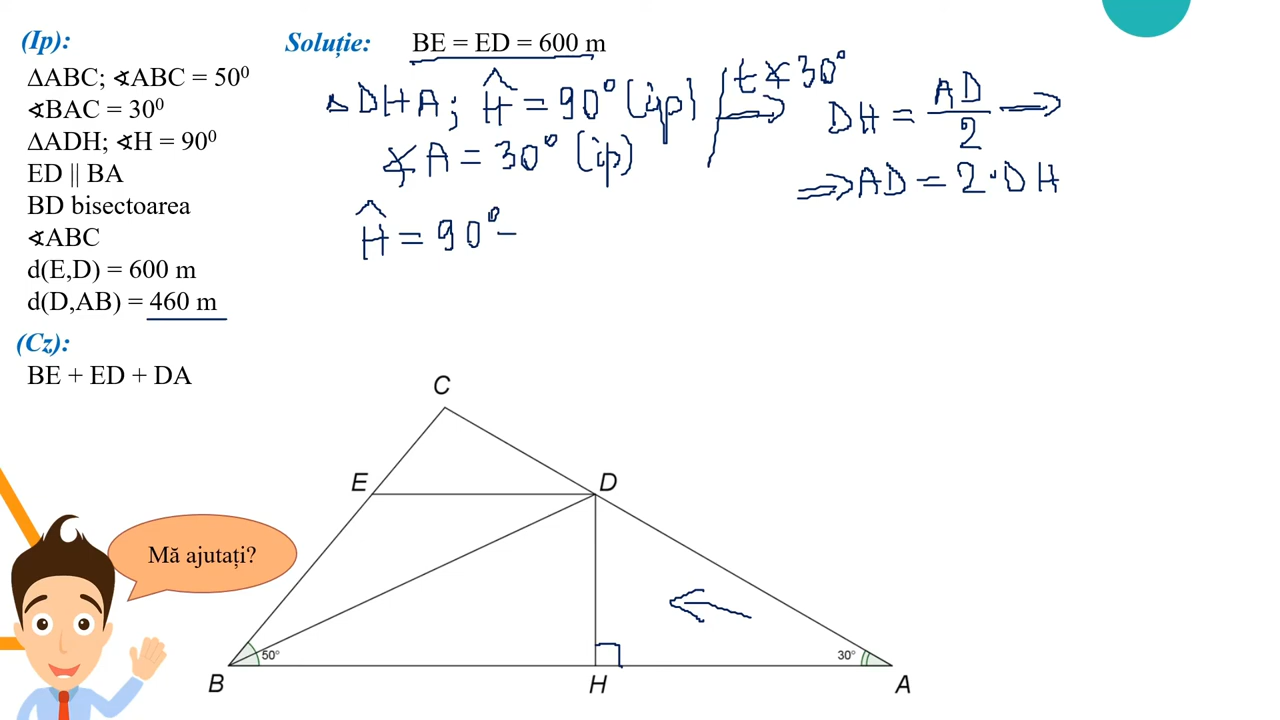 (Ip):
ΔABC; ∢ABC = 50⁰
∢BAC = 30⁰
ΔADH; ∢H = 90⁰
ED || BA
BD bisectoarea
∢ABC
d(E,D) = 600 m
d(D,AB) = 460 m
(Cz):
BE + ED + DA
Soluție: BE = ED = 600 m
△DHA; Ĥ = 90° (ip)
∢A = 30° (ip)
t∢30°
⟹ DH = AD/2 ⟹
⟹ AD = 2·DH
Ĥ = 90° –
C
E
D
50°
30°
B
H
A
Mă ajutați?